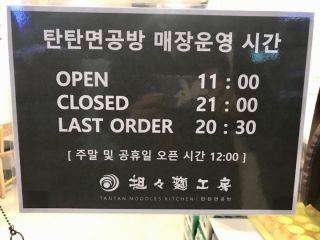 탄탄면공방 매장운영 시간
OPEN 11 : 00
CLOSED 21 : 00
LAST ORDER 20 : 30
[ 주말 및 공휴일 오픈 시간 12:00 ]
担々麺工房
TANTAN NOODLES KITCHEN | 탄탄면공방